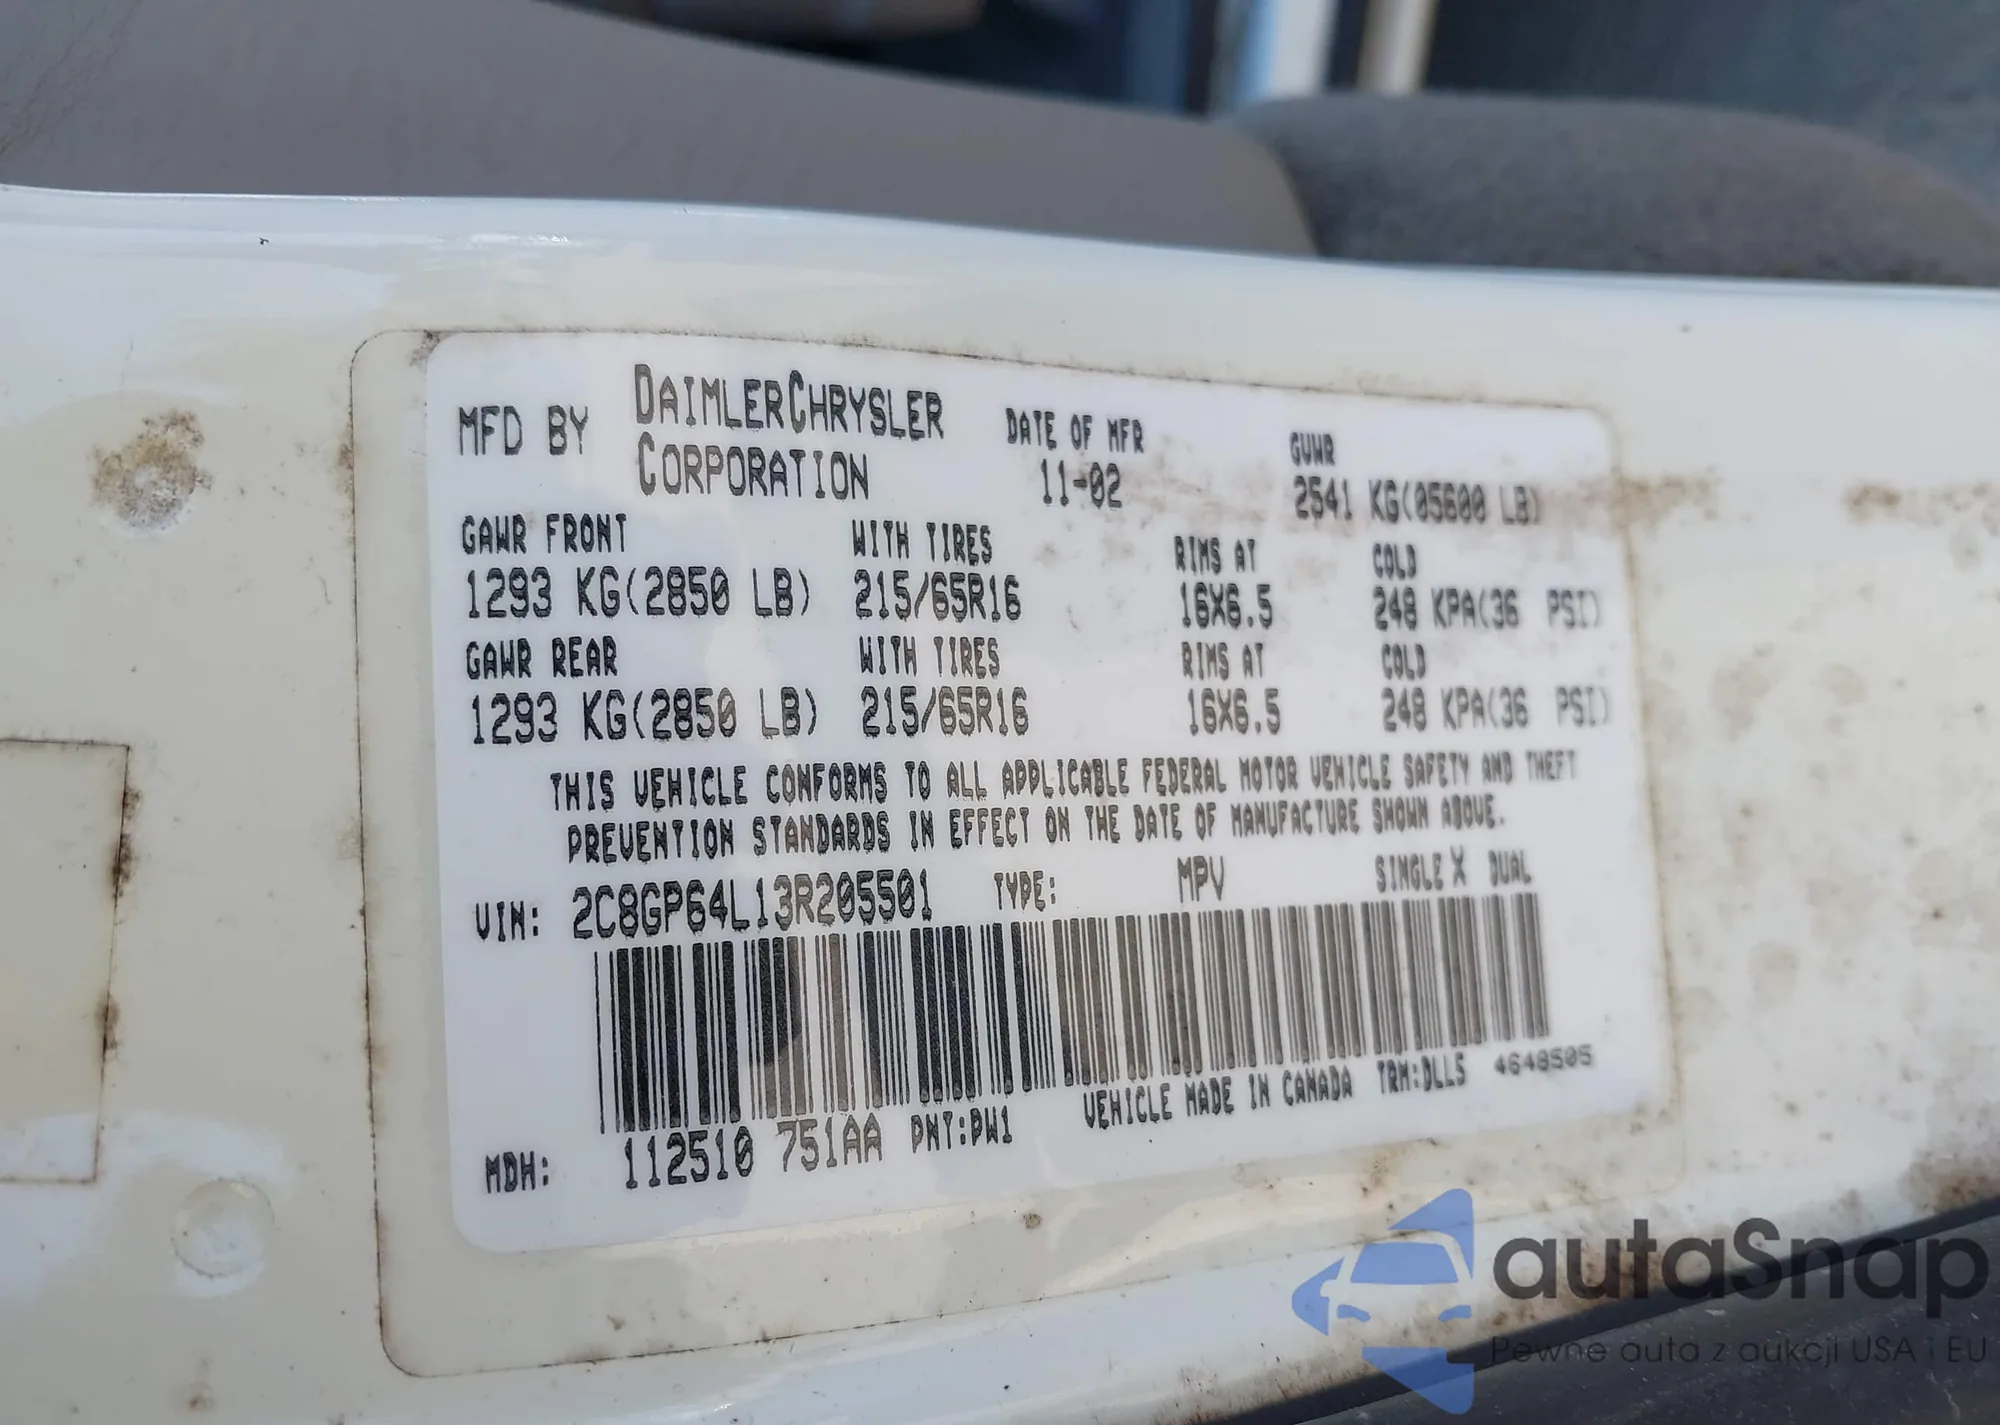 MFD BY DAIMLERCHRYSLER CORPORATION DATE OF MFR 11-02 GVWR 2541 KG(05600 LB)
GAWR FRONT WITH TIRES RIMS AT COLD
1293 KG(2850 LB) 215/65R16 16X6.5 248 KPA(36 PSI)
GAWR REAR WITH TIRES RIMS AT COLD
1293 KG(2850 LB) 215/65R16 16X6.5 248 KPA(36 PSI)
THIS VEHICLE CONFORMS TO ALL APPLICABLE FEDERAL MOTOR VEHICLE SAFETY AND THEFT
PREVENTION STANDARDS IN EFFECT ON THE DATE OF MANUFACTURE SHOWN ABOVE.
VIN: 2C8GP64L13R205501 TYPE: MPV SINGLE X DUAL
MDH: 112510 751AA PNT:PW1 VEHICLE MADE IN CANADA TRM:DLL5 4648505
autaSnap
Pewne auta z aukcji USA i EU